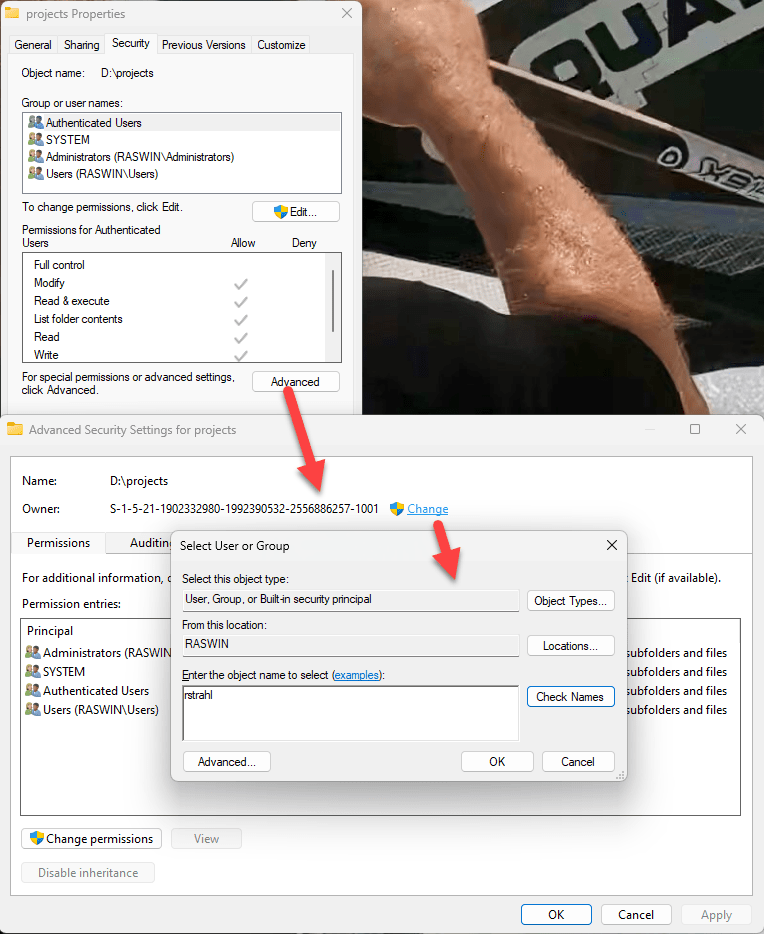 projects Properties
General Sharing Security Previous Versions Customize
Object name: D:\projects
Group or user names:
Authenticated Users
SYSTEM
Administrators (RASWIN\Administrators)
Users (RASWIN\Users)
To change permissions, click Edit.
Edit...
Permissions for Authenticated
Users Allow Deny
Full control
Modify
Read & execute
List folder contents
Read
Write
For special permissions or advanced settings,
click Advanced.
Advanced
QUA
Advanced Security Settings for projects
Name: D:\projects
Owner: S-1-5-21-1902332980-1992390532-2556886257-1001 Change
Permissions Auditin
Select User or Group
For additional information, Edit (if available).
Permission entries:
Principal
Administrators (RASWIN subfolders and files
SYSTEM subfolders and files
Authenticated Users subfolders and files
Users (RASWIN\Users) subfolders and files
Select this object type:
User, Group, or Built-in security principal Object Types...
From this location:
RASWIN Locations...
Enter the object name to select (examples):
rstrahl Check Names
Advanced... OK Cancel
Change permissions View
Disable inheritance
OK Cancel Apply